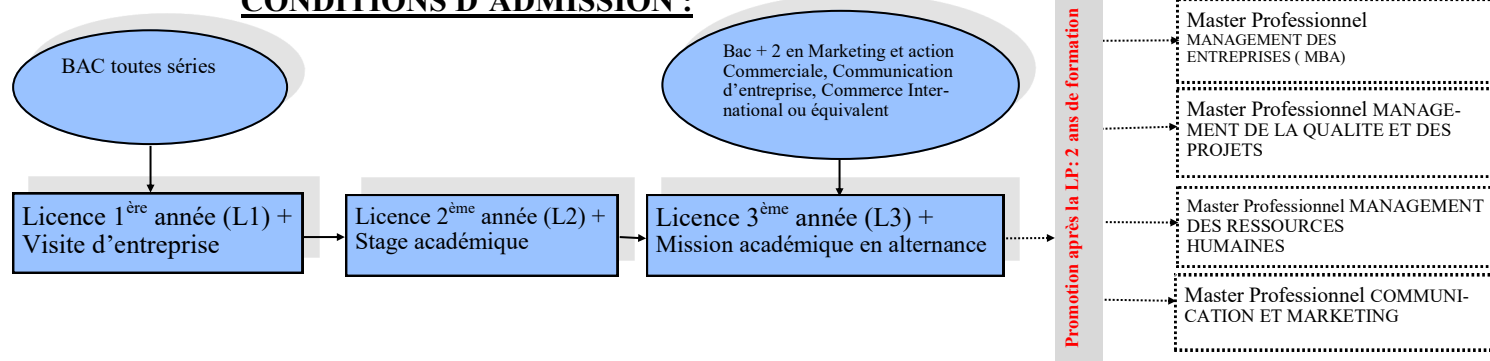 CONDITIONS D'ADMISSION :
BAC toutes séries
Bac + 2 en Marketing et action
Commerciale, Communication
d'entreprise, Commerce Inter-
national ou équivalent
Licence 1ère année (L1) +
Visite d'entreprise
Licence 2ème année (L2) +
Stage académique
Licence 3ème année (L3) +
Mission académique en alternance
Promotion après la LP: 2 ans de formation
Master Professionnel
MANAGEMENT DES
ENTREPRISES ( MBA)
Master Professionnel MANAGE-
MENT DE LA QUALITE ET DES
PROJETS
Master Professionnel MANAGEMENT
DES RESSOURCES
HUMAINES
Master Professionnel COMMUNI-
CATION ET MARKETING